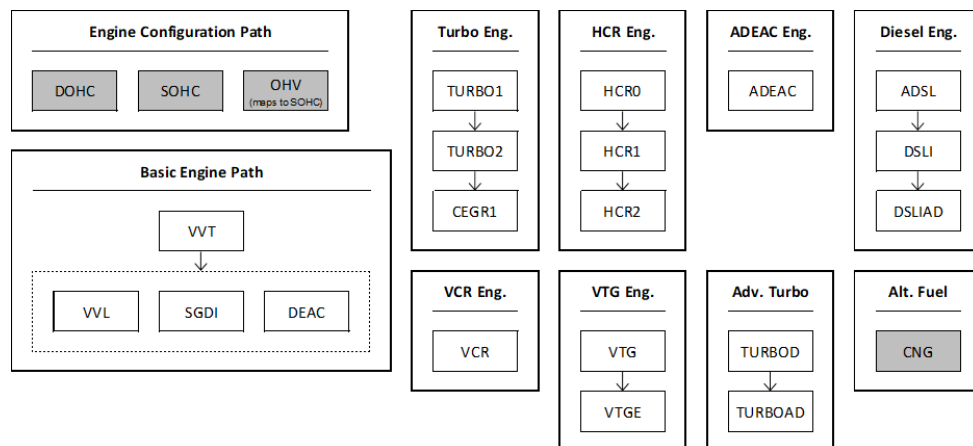 Engine Configuration Path
DOHC
SOHC
OHV
(maps to SOHC)
Basic Engine Path
VVT
VVL
SGDI
DEAC
Turbo Eng.
TURBO1
TURBO2
CEGR1
HCR Eng.
HCR0
HCR1
HCR2
ADEAC Eng.
ADEAC
Diesel Eng.
ADSL
DSLI
DSLIAD
VCR Eng.
VCR
VTG Eng.
VTG
VTGE
Adv. Turbo
TURBOD
TURBOAD
Alt. Fuel
CNG